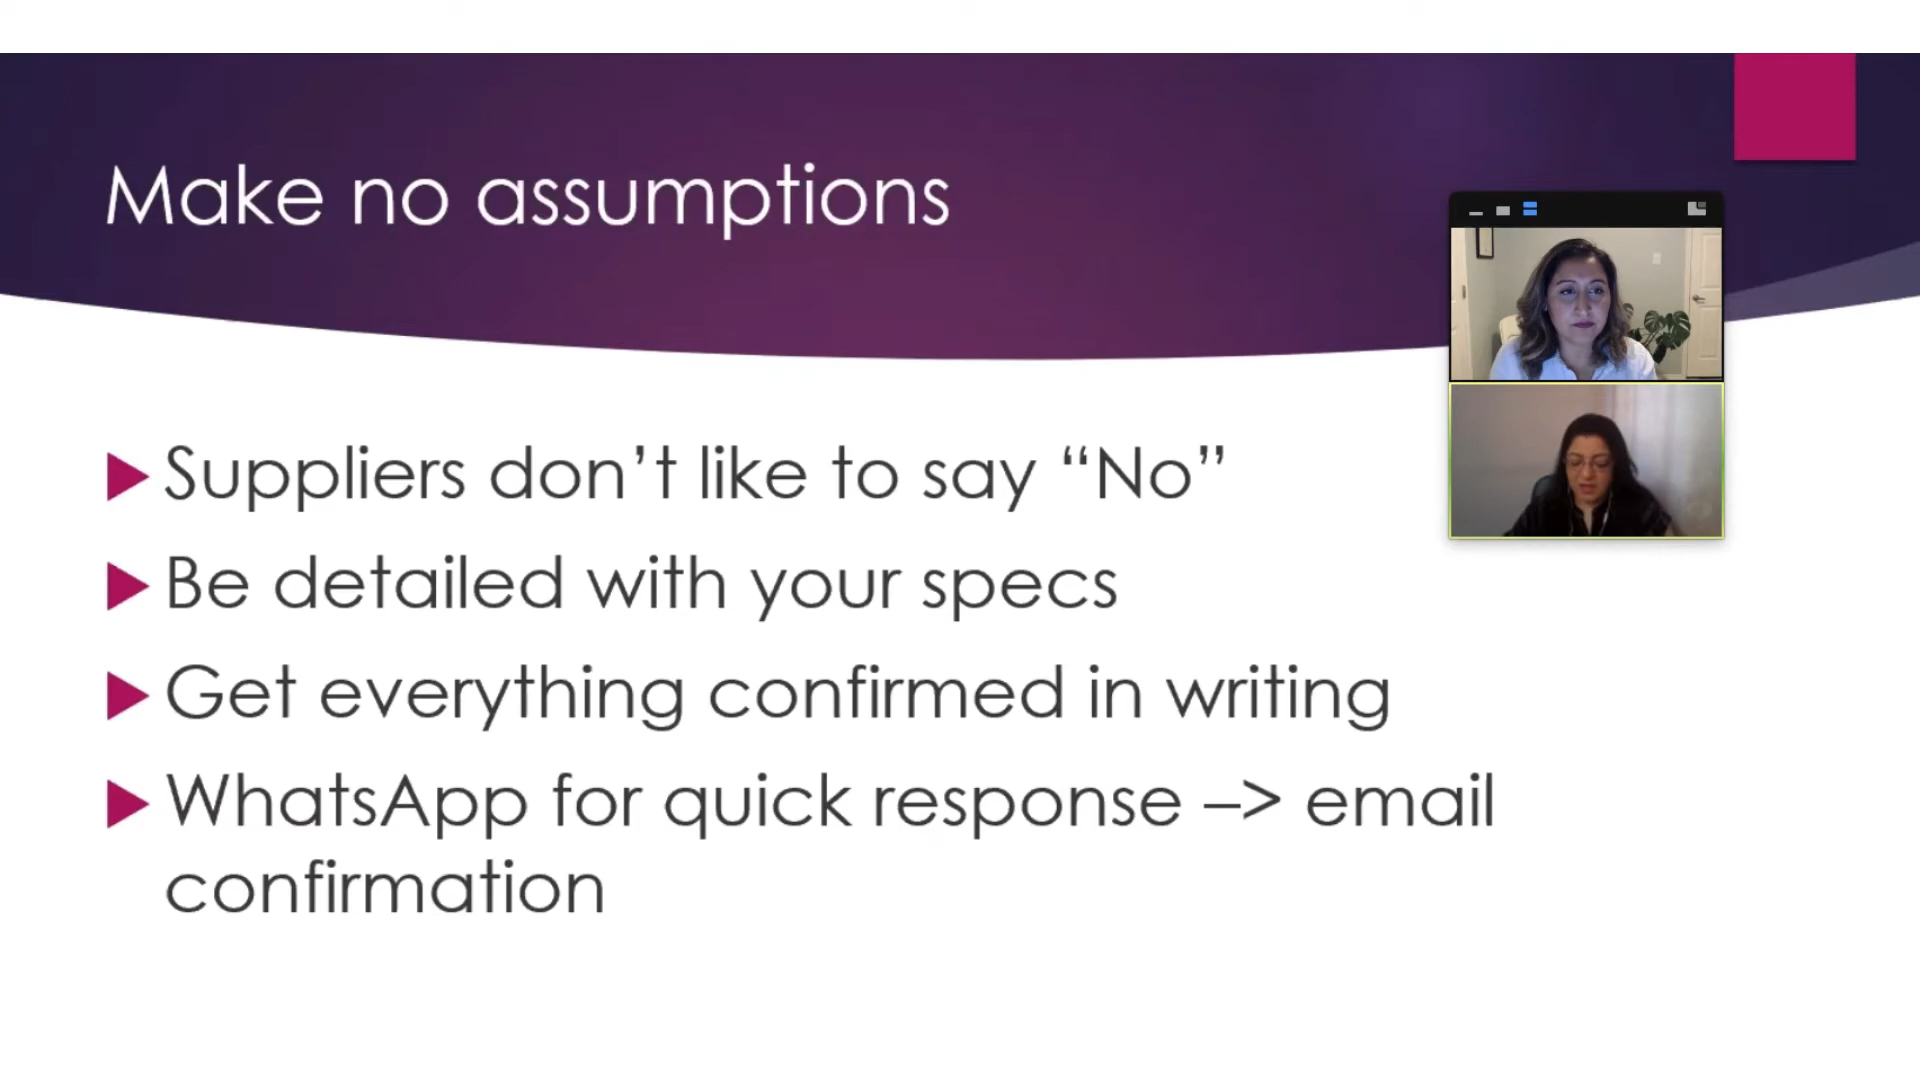 Make no assumptions
Suppliers don’t like to say “No”
Be detailed with your specs
Get everything confirmed in writing
WhatsApp for quick response –> email
confirmation